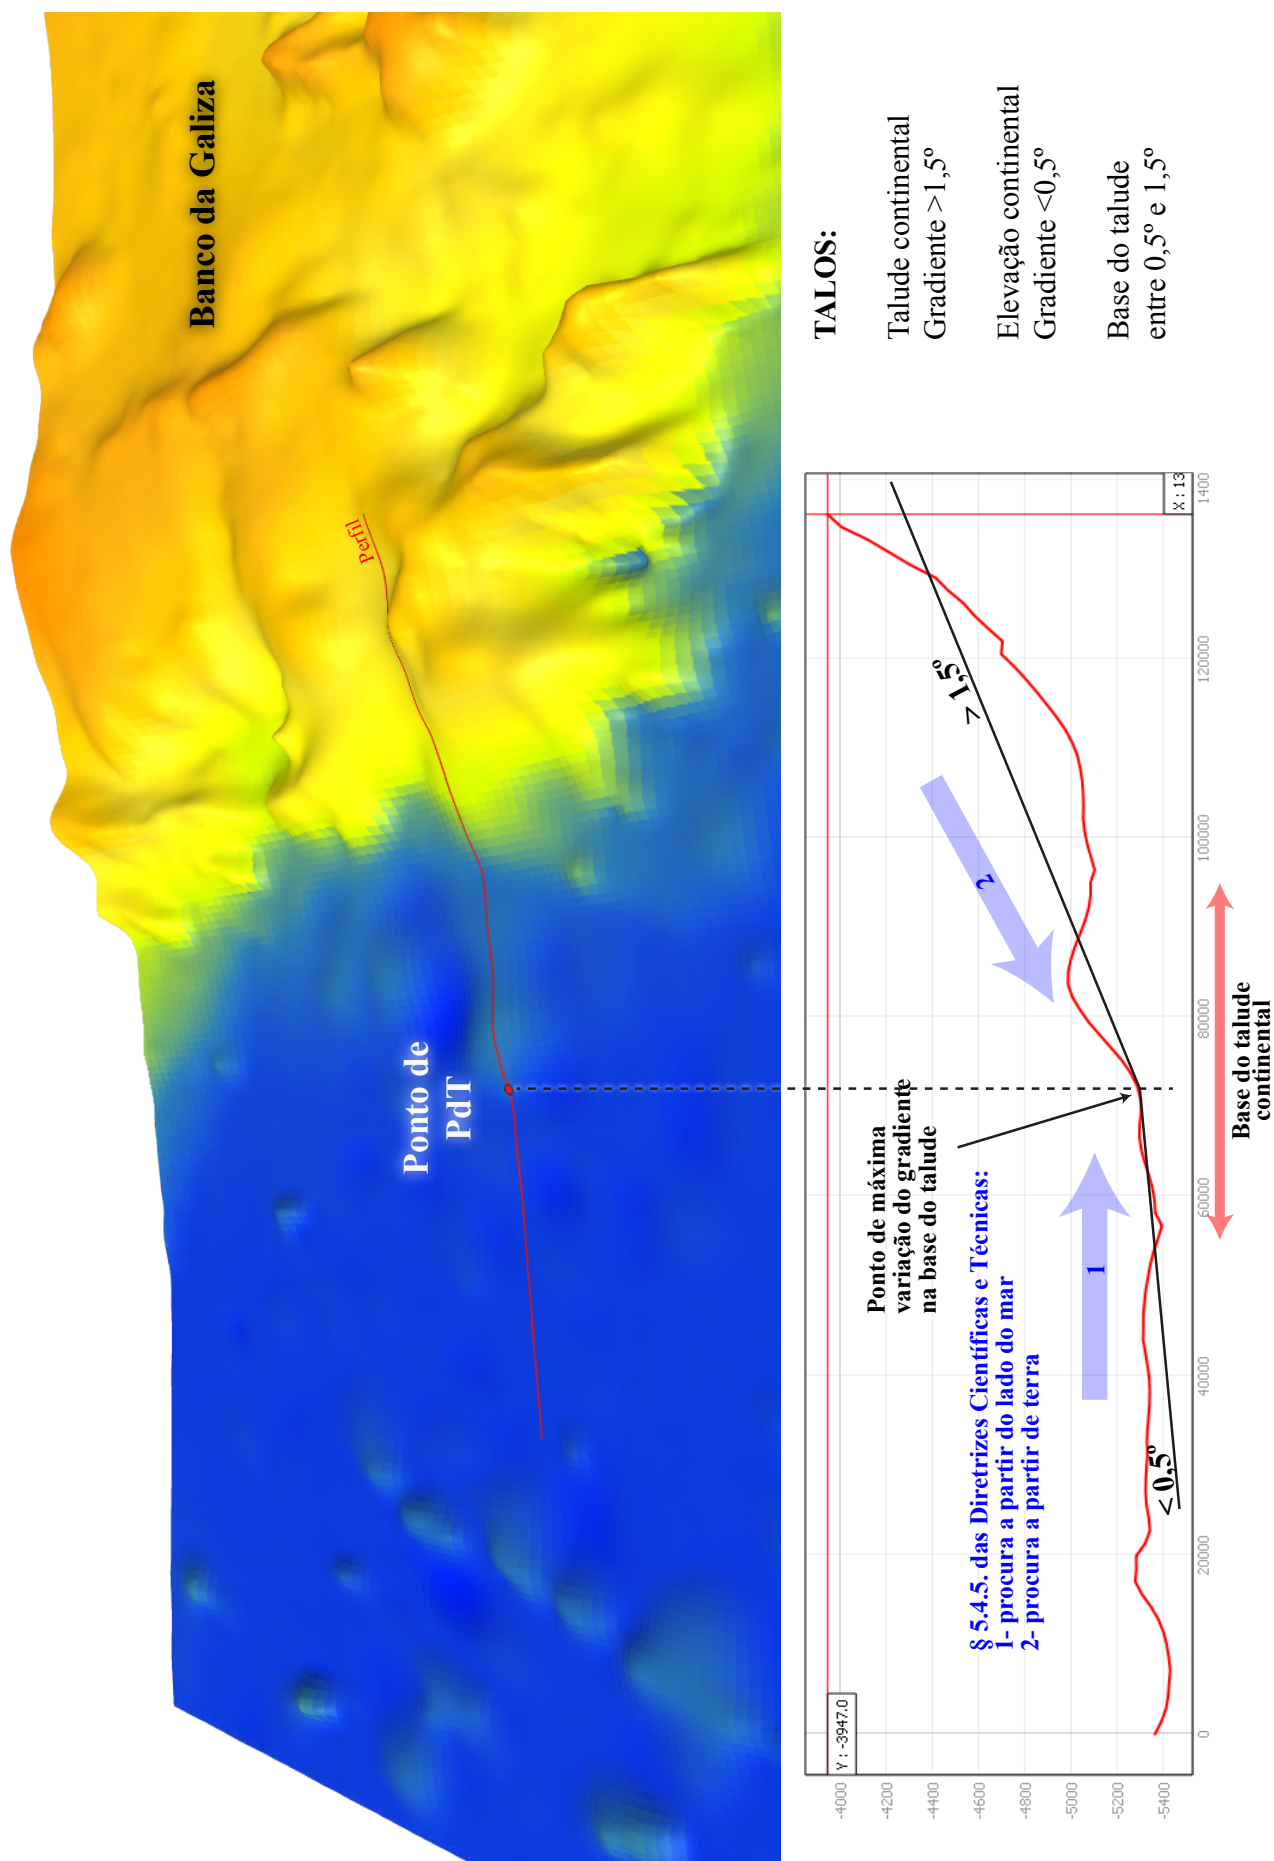 Banco da Galiza
Perfil
Ponto de
PdT
TALOS:
Talude continental
Gradiente >1,5º
Elevação continental
Gradiente <0,5º
Base do talude
entre 0,5º e 1,5º
Y : -3947.0
X : 13
-4000
-4200
-4400
-4600
-4800
-5000
-5200
-5400
0
20000
40000
60000
80000
100000
120000
1400
> 1,5º
< 0,5º
2
1
Ponto de máxima
variação do gradiente
na base do talude
§ 5.4.5. das Diretrizes Científicas e Técnicas:
1- procura a partir do lado do mar
2- procura a partir de terra
Base do talude
continental